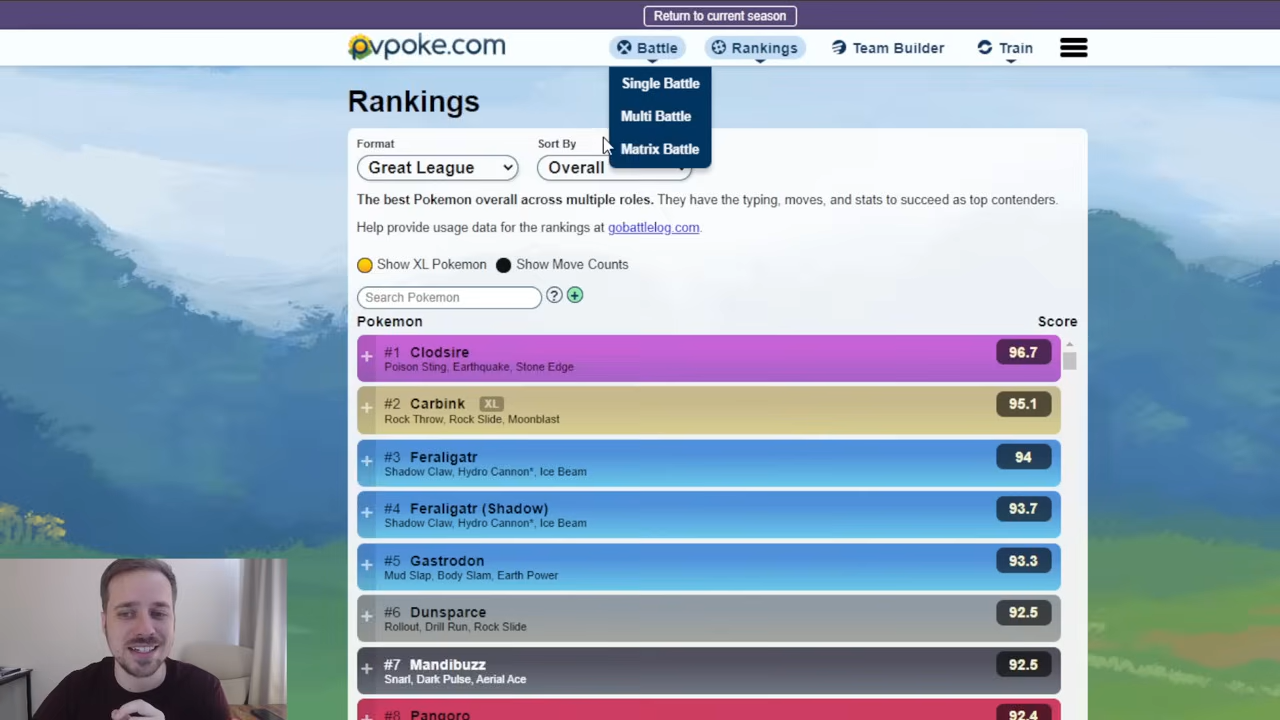 Return to current season
pvpoke.com
Battle
Rankings
Team Builder
Train
Single Battle
Multi Battle
Matrix Battle
Rankings
Format
Sort By
Great League
Overall
The best Pokemon overall across multiple roles. They have the typing, moves, and stats to succeed as top contenders.
Help provide usage data for the rankings at gobattlelog.com.
Show XL Pokemon
Show Move Counts
Search Pokemon
?
+
Pokemon
Score
+ #1 Clodsire 96.7
Poison Sting, Earthquake, Stone Edge
+ #2 Carbink XL 95.1
Rock Throw, Rock Slide, Moonblast
+ #3 Feraligatr 94
Shadow Claw, Hydro Cannon*, Ice Beam
+ #4 Feraligatr (Shadow) 93.7
Shadow Claw, Hydro Cannon*, Ice Beam
+ #5 Gastrodon 93.3
Mud Slap, Body Slam, Earth Power
+ #6 Dunsparce 92.5
Rollout, Drill Run, Rock Slide
+ #7 Mandibuzz 92.5
Snarl, Dark Pulse, Aerial Ace
#8 Pangoro 92.4